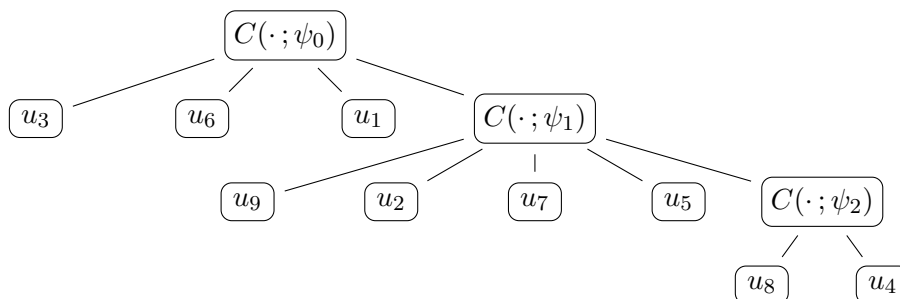 C(· ; ψ₀)
u₃ u₆ u₁ C(· ; ψ₁)
u₉ u₂ u₇ u₅ C(· ; ψ₂)
u₈ u₄